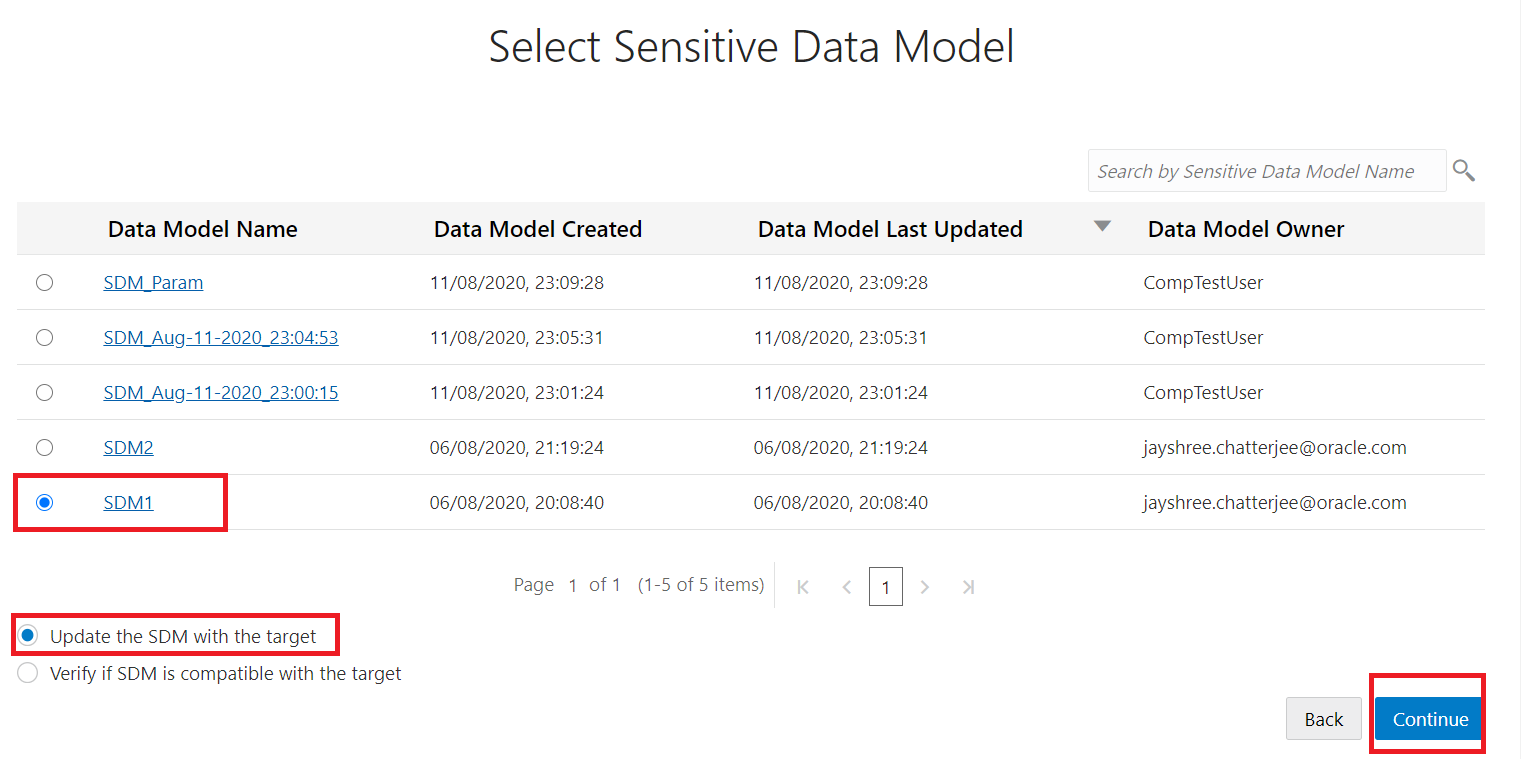 Select Sensitive Data Model
Search by Sensitive Data Model Name
Data Model Name Data Model Created Data Model Last Updated Data Model Owner
SDM_Param 11/08/2020, 23:09:28 11/08/2020, 23:09:28 CompTestUser
SDM_Aug-11-2020_23:04:53 11/08/2020, 23:05:31 11/08/2020, 23:05:31 CompTestUser
SDM_Aug-11-2020_23:00:15 11/08/2020, 23:01:24 11/08/2020, 23:01:24 CompTestUser
SDM2 06/08/2020, 21:19:24 06/08/2020, 21:19:24 jayshree.chatterjee@oracle.com
SDM1 06/08/2020, 20:08:40 06/08/2020, 20:08:40 jayshree.chatterjee@oracle.com
Page 1 of 1 (1-5 of 5 items) 1
Update the SDM with the target
Verify if SDM is compatible with the target
Back Continue